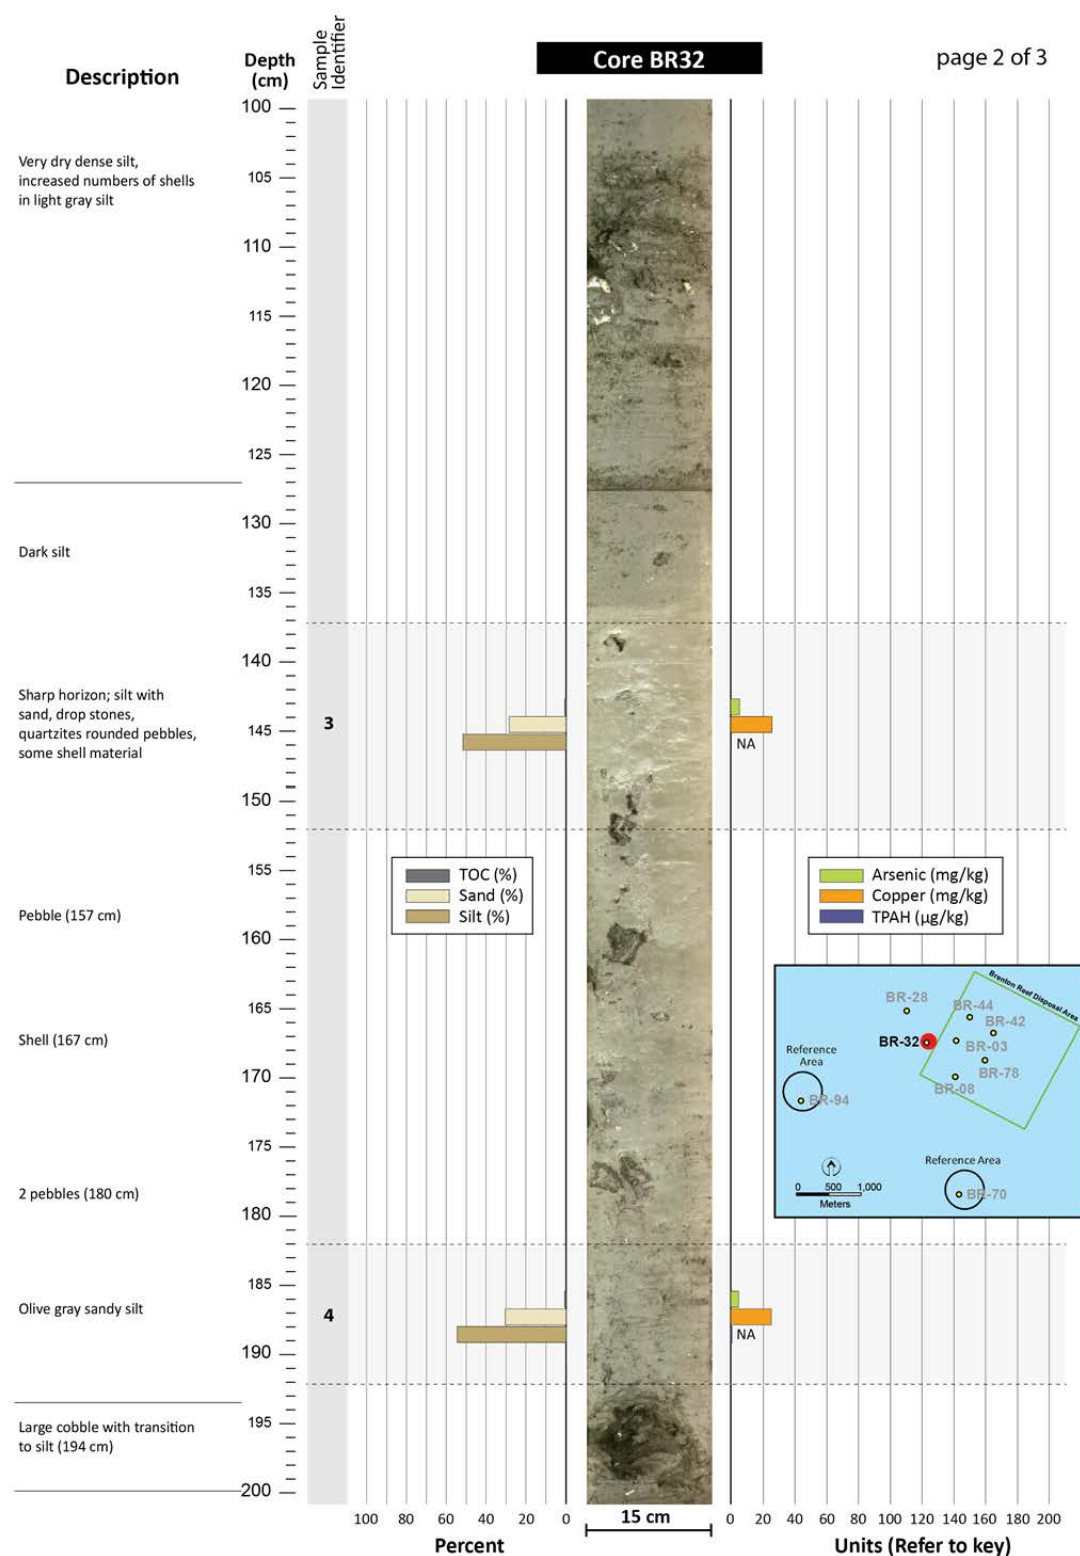 Core BR32
page 2 of 3
Description
Depth
(cm)
Sample
Identifier
100
105
110
115
120
125
130
135
140
145
150
155
160
165
170
175
180
185
190
195
200
Very dry dense silt,
increased numbers of shells
in light gray silt
Dark silt
Sharp horizon; silt with
sand, drop stones,
quartzites rounded pebbles,
some shell material
Pebble (157 cm)
Shell (167 cm)
2 pebbles (180 cm)
Olive gray sandy silt
Large cobble with transition
to silt (194 cm)
3
NA
4
NA
TOC (%)
Sand (%)
Silt (%)
Arsenic (mg/kg)
Copper (mg/kg)
TPAH (µg/kg)
Brenton Reef Disposal Area
BR-28
BR-44
BR-42
BR-32
BR-03
BR-78
BR-08
Reference
Area
BR-94
Reference Area
BR-70
0 500 1,000
Meters
100 80 60 40 20 0
Percent
15 cm
0 20 40 60 80 100 120 140 160 180 200
Units (Refer to key)